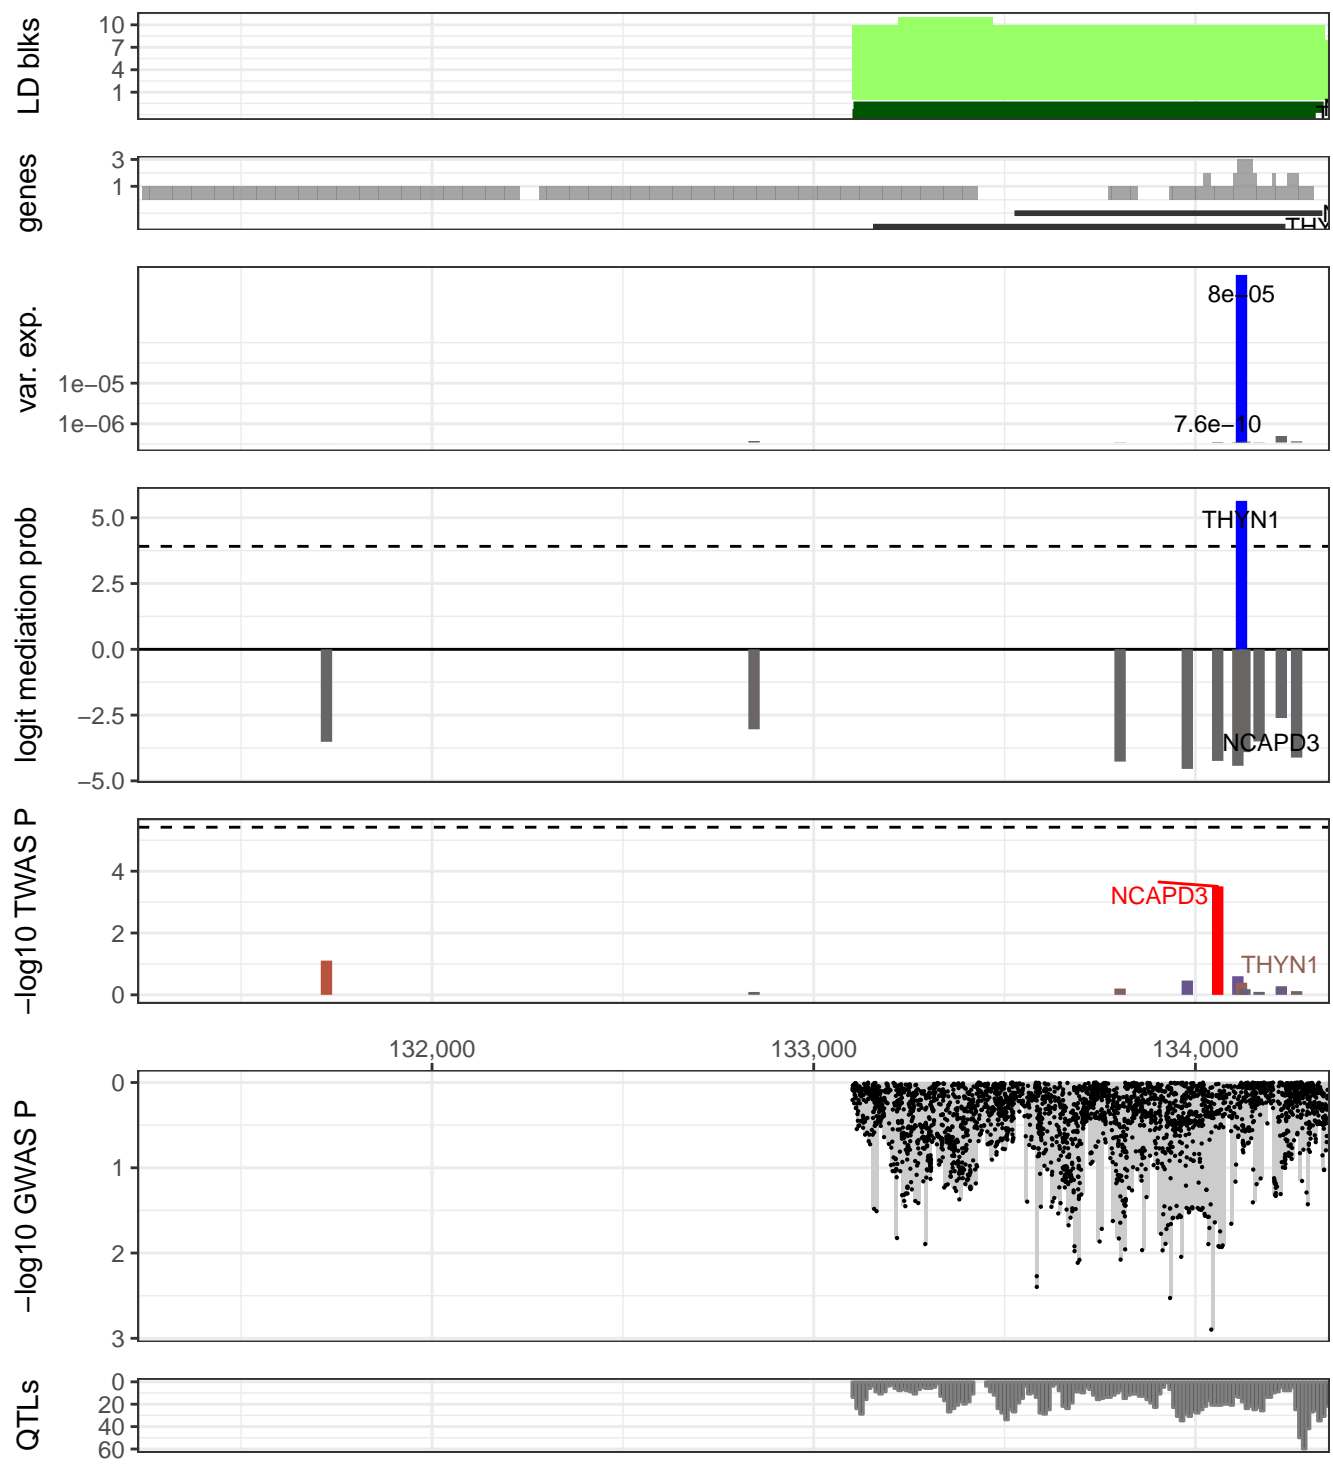 LD blks
10
7
4
1
genes
3
1
THY
var. exp.
1e−05
1e−06
8e−05
7.6e−10
logit mediation prob
5.0
2.5
0.0
−2.5
−5.0
THYN1
NCAPD3
−log10 TWAS P
4
2
0
NCAPD3
THYN1
132,000
133,000
134,000
−log10 GWAS P
0
1
2
3
QTLs
0
20
40
60